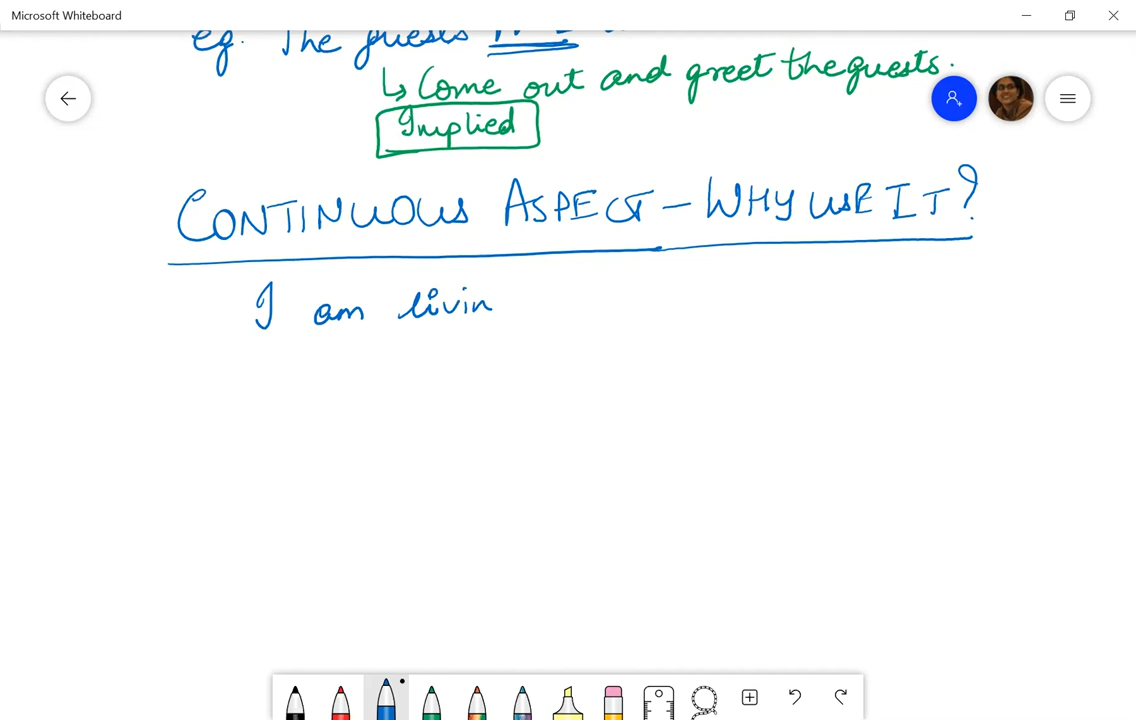 Microsoft Whiteboard
eg. The guests
↳ Come out and greet the guests.
Implied
CONTINUOUS ASPECT – WHY USE IT?
I am livin